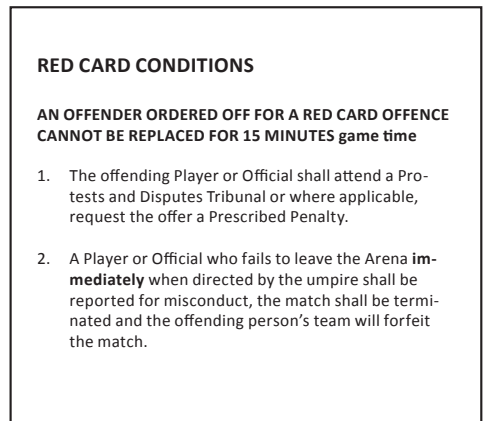 RED CARD CONDITIONS
AN OFFENDER ORDERED OFF FOR A RED CARD OFFENCE
CANNOT BE REPLACED FOR 15 MINUTES game time
1. The offending Player or Official shall attend a Pro-
tests and Disputes Tribunal or where applicable,
request the offer a Prescribed Penalty.
2. A Player or Official who fails to leave the Arena im-
mediately when directed by the umpire shall be
reported for misconduct, the match shall be termi-
nated and the offending person's team will forfeit
the match.